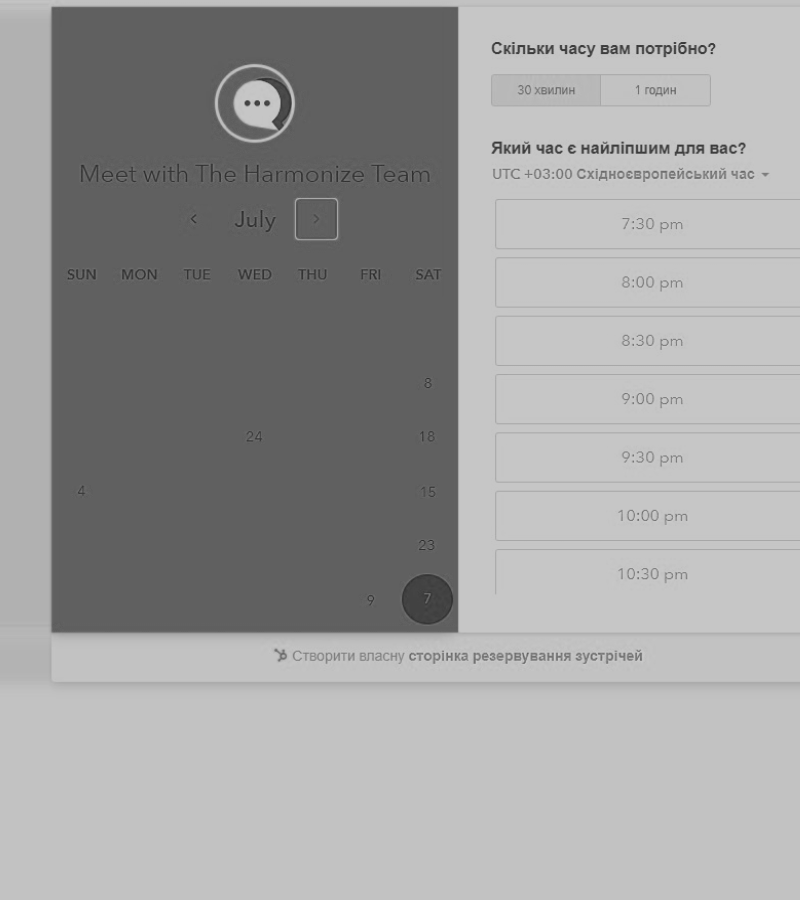 Meet with The Harmonize Team
July
SUN MON TUE WED THU FRI SAT
8
24 18
4 15
23
9 7
Скільки часу вам потрібно?
30 хвилин 1 годин
Який час є найліпшим для вас?
UTC +03:00 Східноєвропейський час
7:30 pm
8:00 pm
8:30 pm
9:00 pm
9:30 pm
10:00 pm
10:30 pm
Створити власну сторінка резервування зустрічей